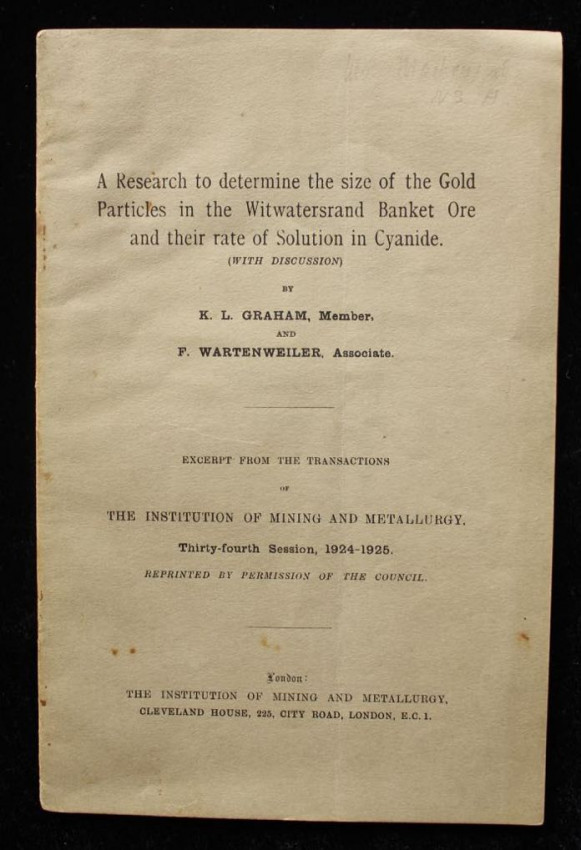 A Research to determine the size of the Gold
Particles in the Witwatersrand Banket Ore
and their rate of Solution in Cyanide.
(WITH DISCUSSION)
BY
K. L. GRAHAM, Member,
AND
F. WARTENWEILER, Associate.
EXCERPT FROM THE TRANSACTIONS
OF
THE INSTITUTION OF MINING AND METALLURGY,
Thirty-fourth Session, 1924-1925.
REPRINTED BY PERMISSION OF THE COUNCIL.
London:
THE INSTITUTION OF MINING AND METALLURGY,
CLEVELAND HOUSE, 225, CITY ROAD, LONDON, E.C. 1.